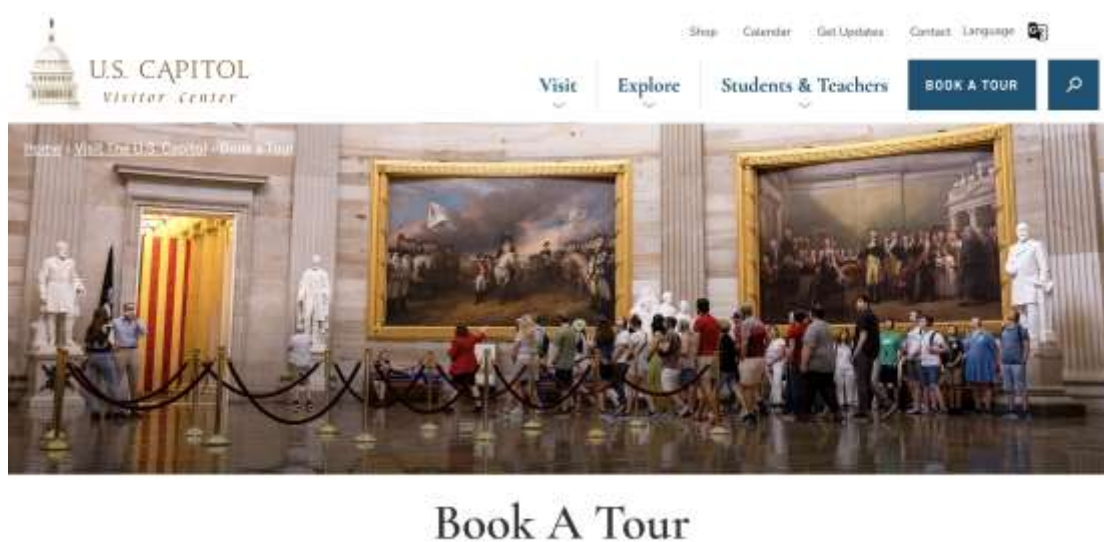 Shop Calendar Get Updates Contact Language
U.S. CAPITOL
Visitor Center
Visit Explore Students & Teachers BOOK A TOUR
Home › Visit The U.S. Capitol › Book a Tour
Book A Tour